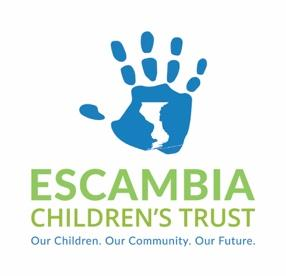 ESCAMBIA
CHILDREN'S TRUST
Our Children. Our Community. Our Future.